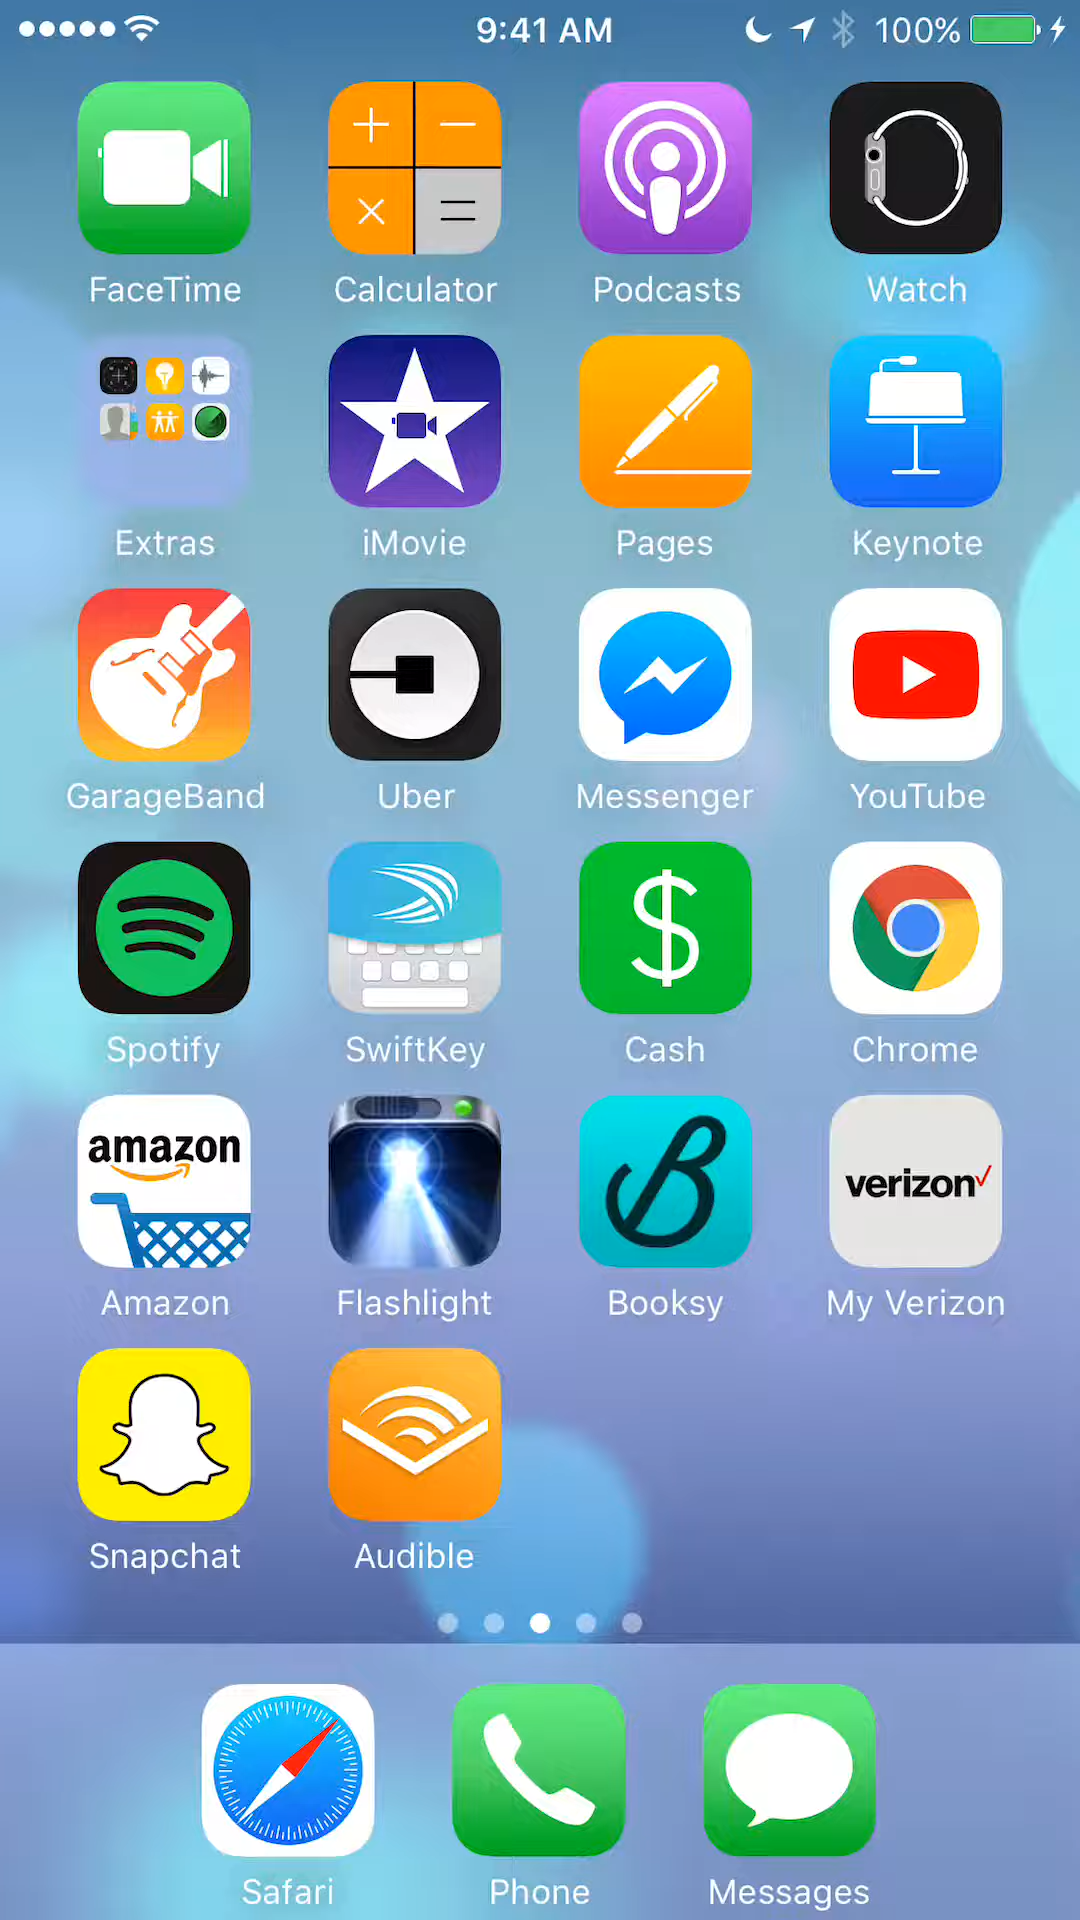 9:41 AM 100%
FaceTime Calculator Podcasts Watch
Extras iMovie Pages Keynote
GarageBand Uber Messenger YouTube
Spotify SwiftKey Cash Chrome
amazon verizon
Amazon Flashlight Booksy My Verizon
Snapchat Audible
Safari Phone Messages